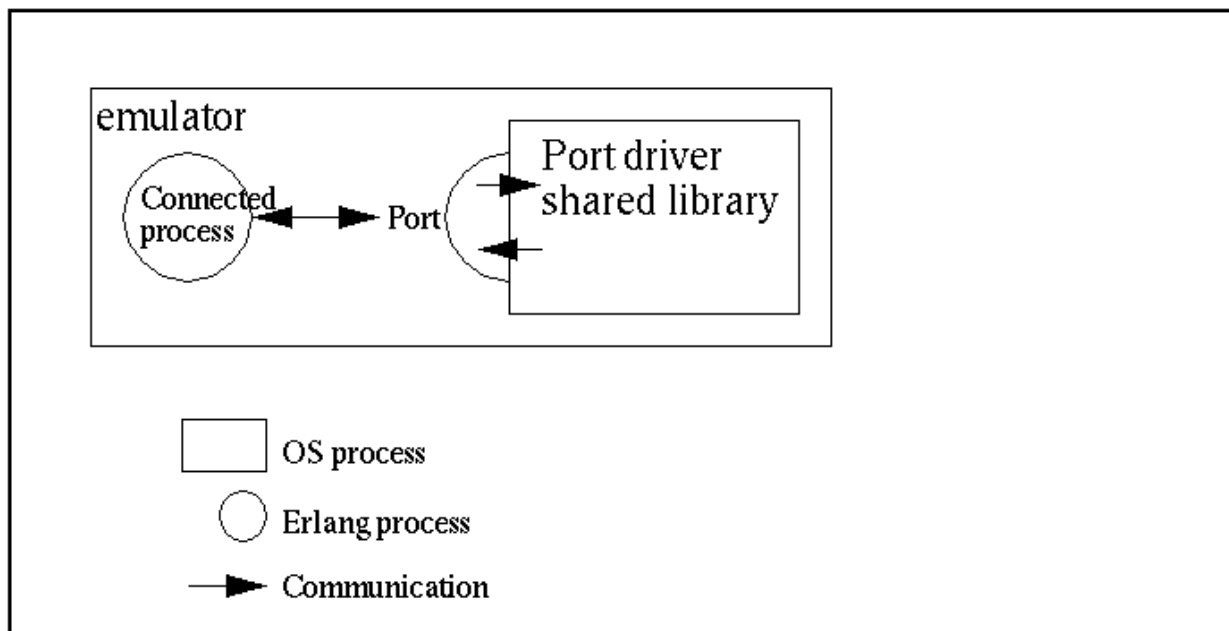 emulator
Connected
process
Port
Port driver
shared library
OS process
Erlang process
Communication